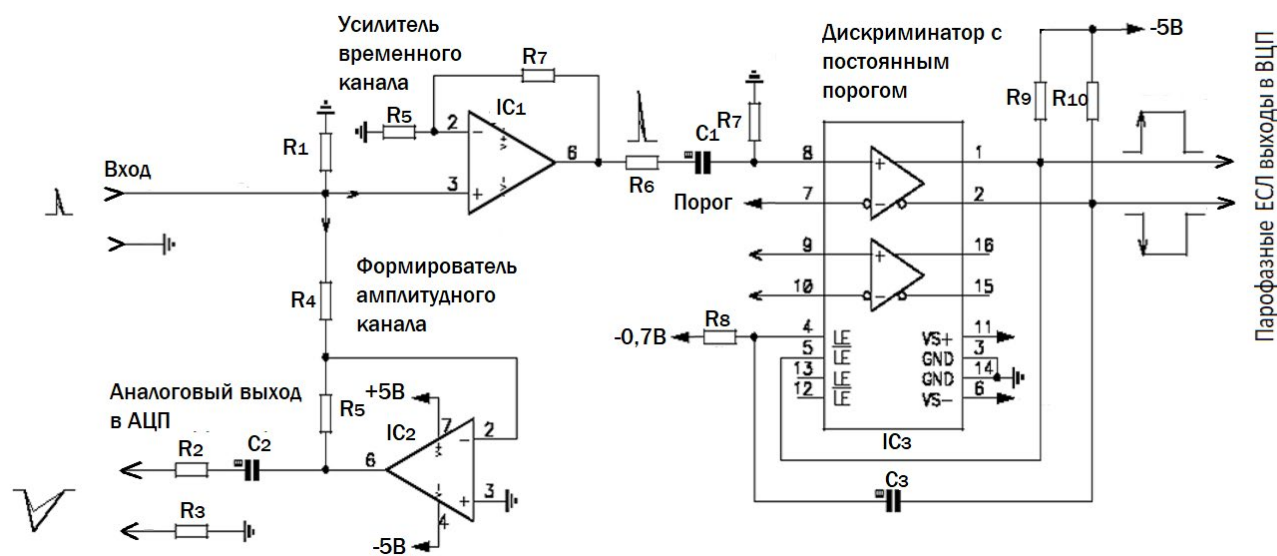 Усилитель
временного
канала
Дискриминатор с
постоянным
порогом
-5В
R7
R9
R10
R5
2
IC1
6
R1
3
R6
C1
R7
8
1
Вход
Порог
7
2
9
16
10
15
Формирователь
амплитудного
канала
R4
-0,7В
R8
4
LE
VS+
11
5
LE
GND
3
13
LE
GND
14
12
LE
VS-
6
IC3
Аналоговый выход
в АЦП
R5
+5В
7
IC2
2
R2
C2
6
3
R3
4
-5В
C3
Парофазные ЕСЛ выходы в ВЦП